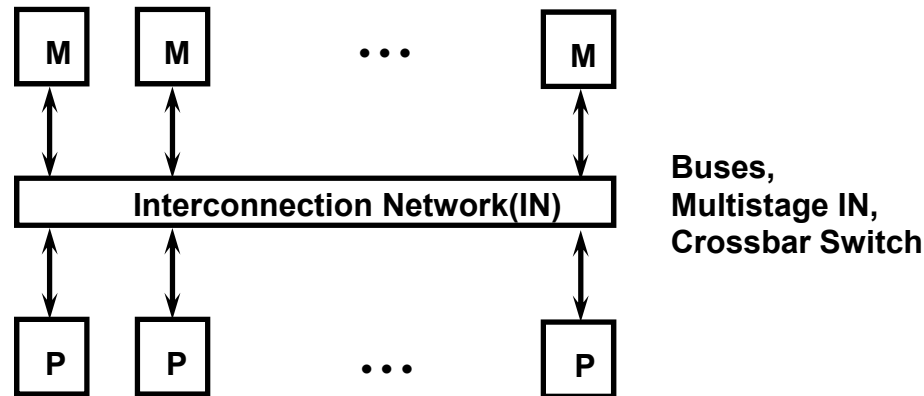 M M ••• M
Interconnection Network(IN)
Buses,
Multistage IN,
Crossbar Switch
P P ••• P